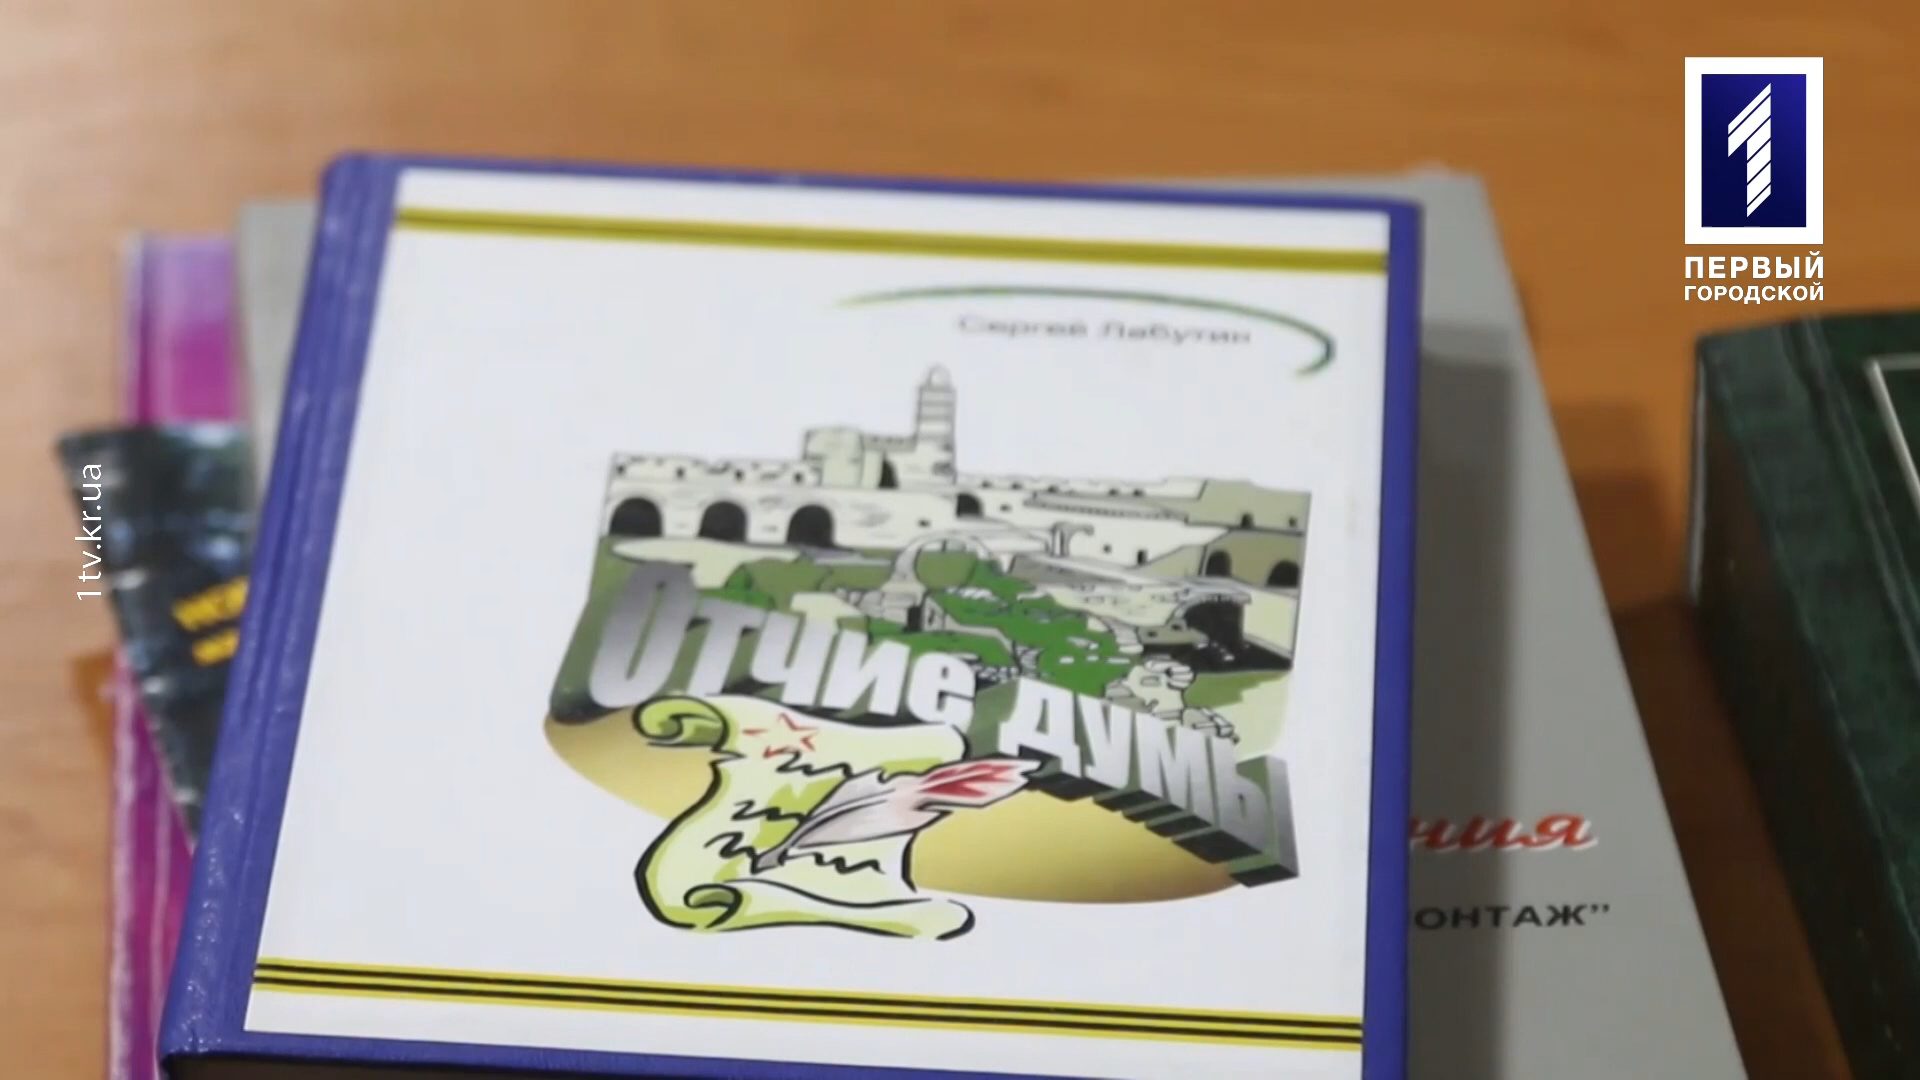 ПЕРВЫЙ
ГОРОДСКОЙ
1tv.kr.ua
Сергей Лабутин
Отчие думы
ния
ОНТАЖ”